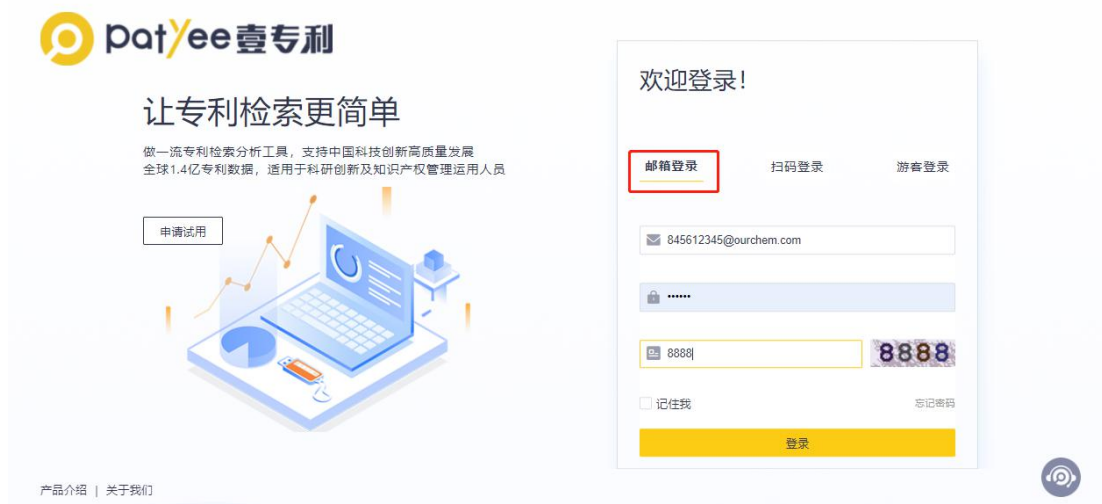 patyee壹专利
让专利检索更简单
做一流专利检索分析工具，支持中国科技创新高质量发展
全球1.4亿专利数据，适用于科研创新及知识产权管理运用人员
申请试用
欢迎登录！
邮箱登录 扫码登录 游客登录
845612345@ourchem.com
••••••
8888 8888
记住我 忘记密码
登录
产品介绍 | 关于我们